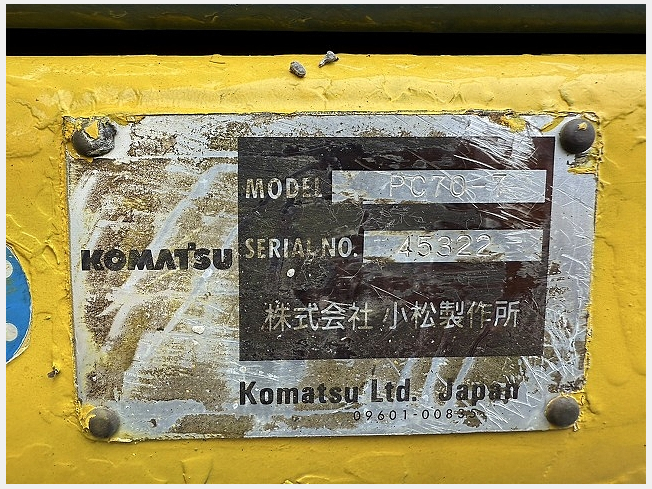 MODEL PC70-7
SERIAL NO. 45322
KOMATSU
株式会社 小松製作所
Komatsu Ltd. Japan
09601-00835